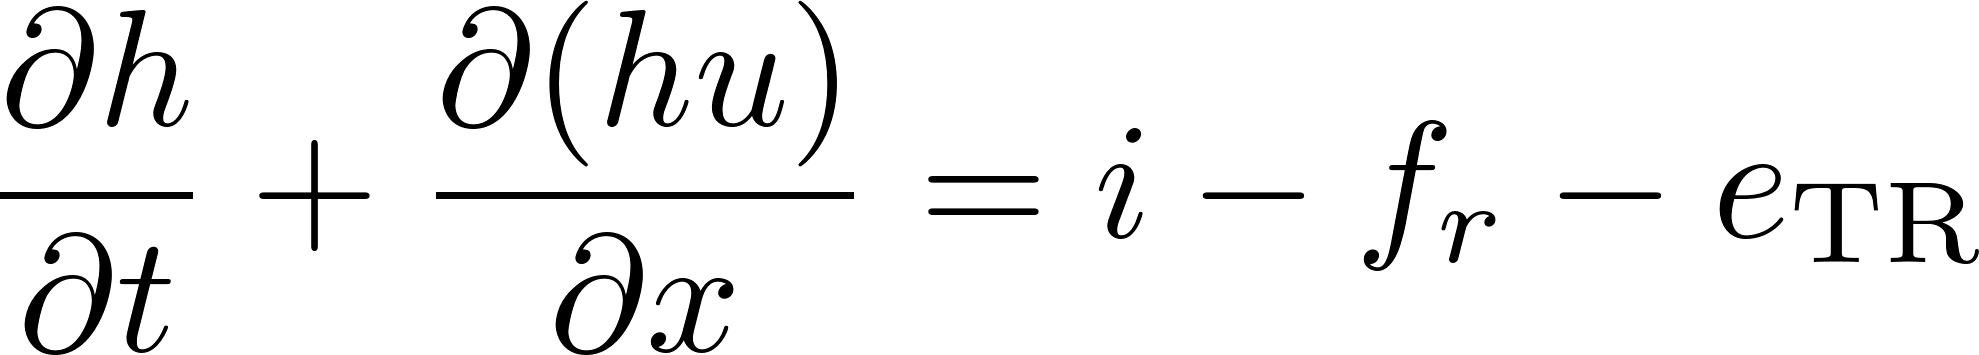 ∂h/∂t + ∂(hu)/∂x = i − f_r − e_TR